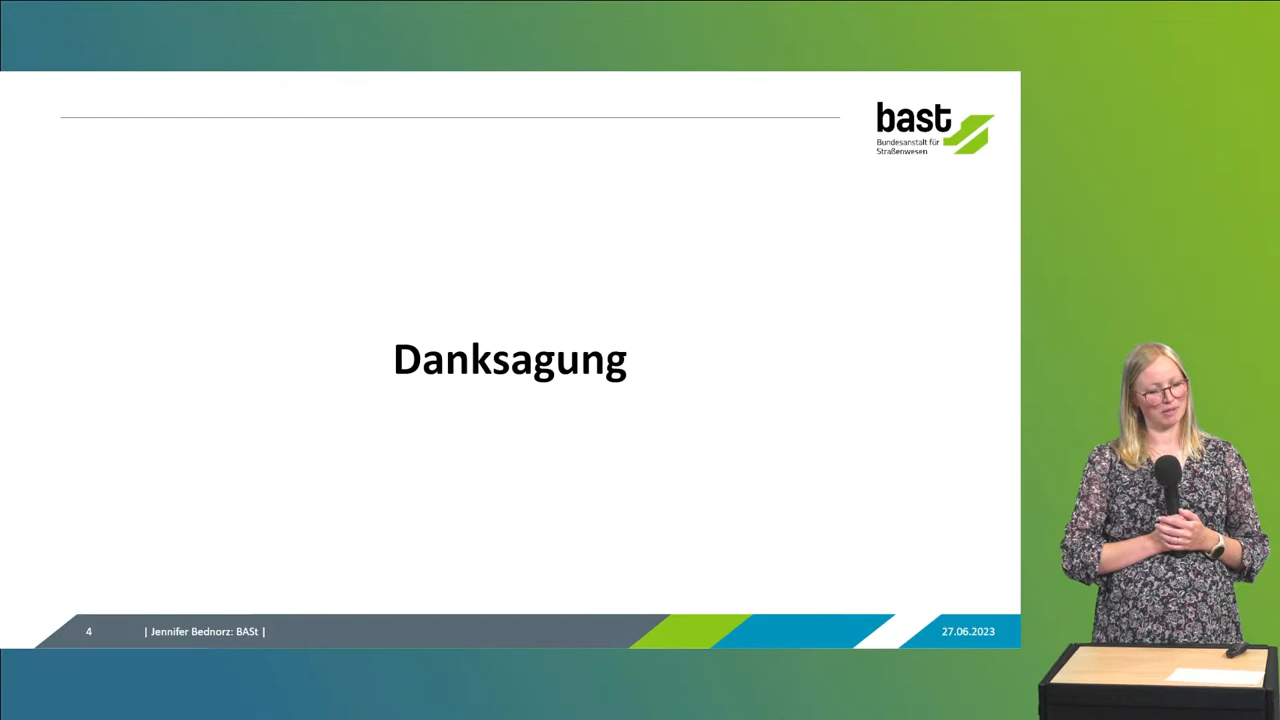 bast
Bundesanstalt für
Straßenwesen
Danksagung
4 | Jennifer Bednorz: BASt | 27.06.2023